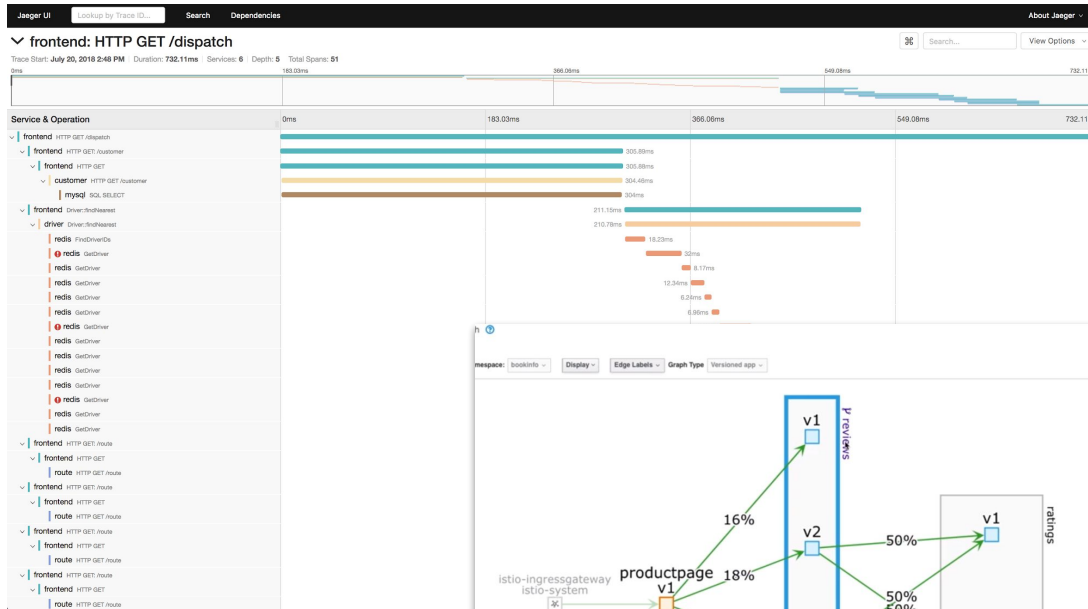 Jaeger UI Lookup by Trace ID... Search Dependencies About Jaeger
frontend: HTTP GET /dispatch ⌘ Search... View Options
Trace Start: July 20, 2018 2:48 PM Duration: 732.11ms Services: 6 Depth: 5 Total Spans: 51
0ms 183.03ms 366.06ms 549.08ms 732.11
Service & Operation 0ms 183.03ms 366.06ms 549.08ms 732.11
frontend HTTP GET /dispatch
frontend HTTP GET: /customer 305.89ms
frontend HTTP GET 305.88ms
customer HTTP GET /customer 304.48ms
mysql SQL SELECT 304ms
frontend Driver::findNearest 211.15ms
driver Driver::findNearest 210.79ms
redis FindDriverIDs 18.23ms
redis GetDriver 32ms
redis GetDriver 8.17ms
redis GetDriver 12.34ms
redis GetDriver 6.24ms
redis GetDriver 6.96ms
redis GetDriver
redis GetDriver
redis GetDriver
redis GetDriver
redis GetDriver
redis GetDriver
redis GetDriver
redis GetDriver
frontend HTTP GET: /route
frontend HTTP GET
route HTTP GET /route
frontend HTTP GET: /route
frontend HTTP GET
route HTTP GET /route
frontend HTTP GET: /route
frontend HTTP GET
route HTTP GET /route
frontend HTTP GET: /route
frontend HTTP GET
route HTTP GET /route
h
mespace: bookinfo Display Edge Labels Graph Type Versioned app
v1
reviews
16%
v2
50%
v1
ratings
productpage
v1
18%
istio-ingressgateway
istio-system
50%